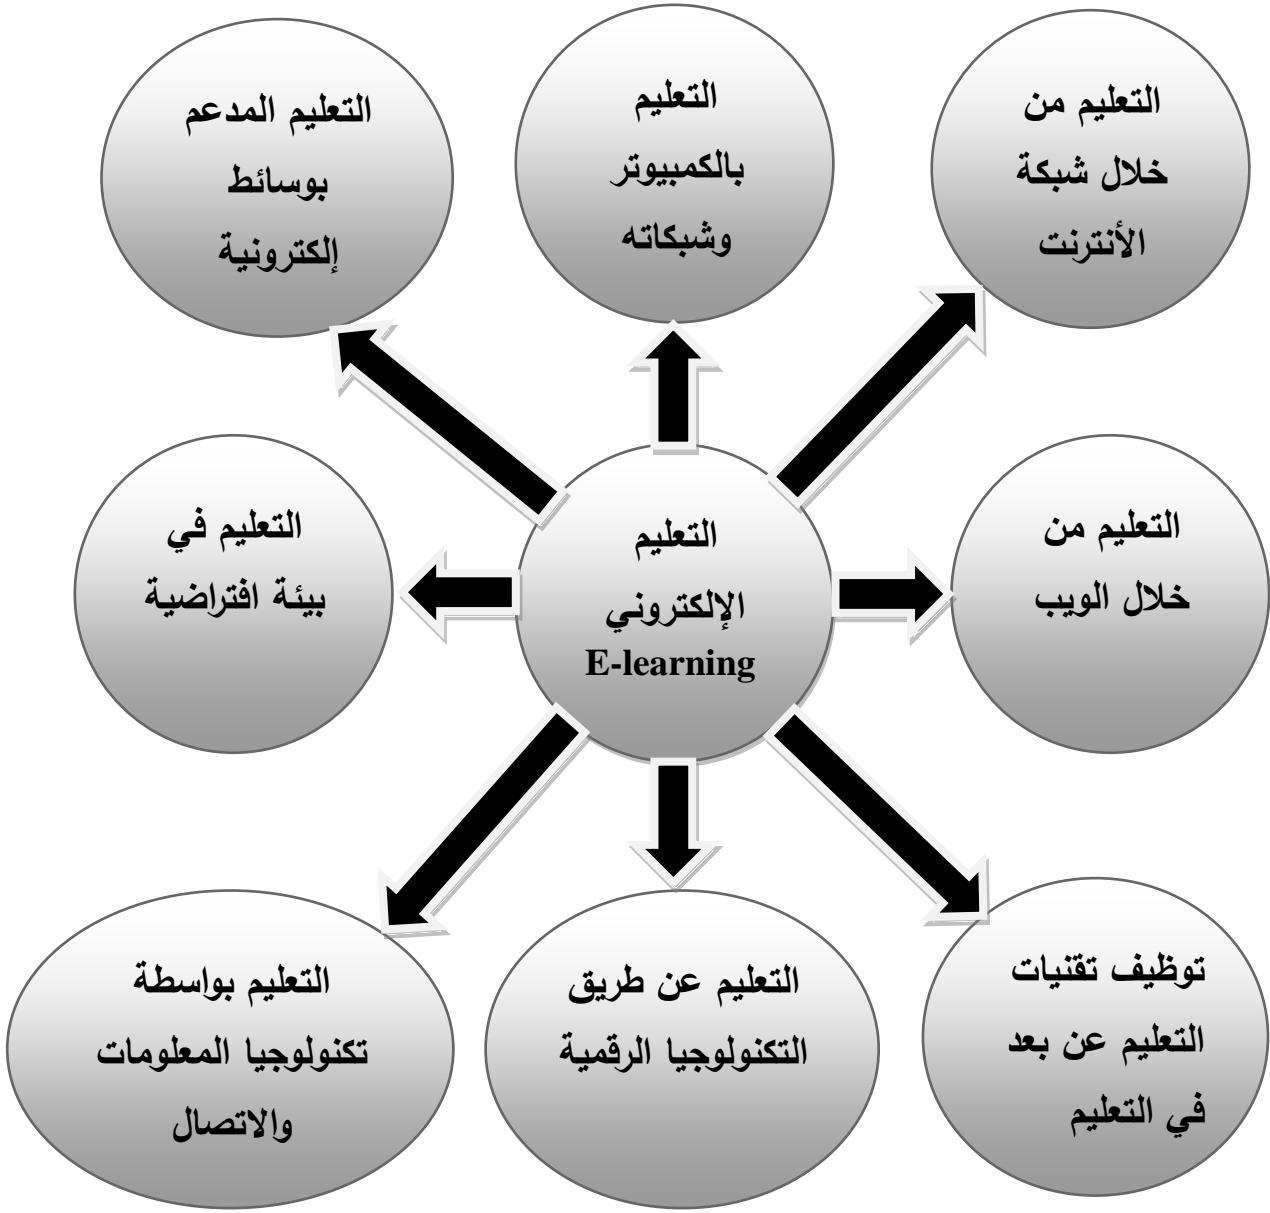 التعليم من
خلال شبكة
الأنترنت
التعليم
بالكمبيوتر
وشبكاته
التعليم المدعم
بوسائط
إلكترونية
التعليم من
خلال الويب
التعليم
الإلكتروني
E-learning
التعليم في
بيئة افتراضية
توظيف تقنيات
التعليم عن بعد
في التعليم
التعليم عن طريق
التكنولوجيا الرقمية
التعليم بواسطة
تكنولوجيا المعلومات
والاتصال